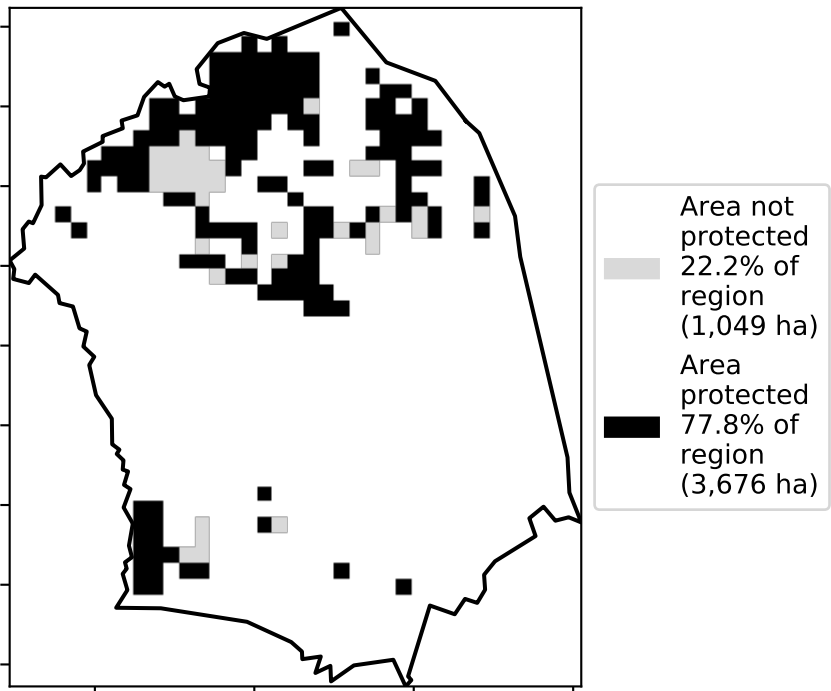 Area not
protected
22.2% of
region
(1,049 ha)
Area
protected
77.8% of
region
(3,676 ha)